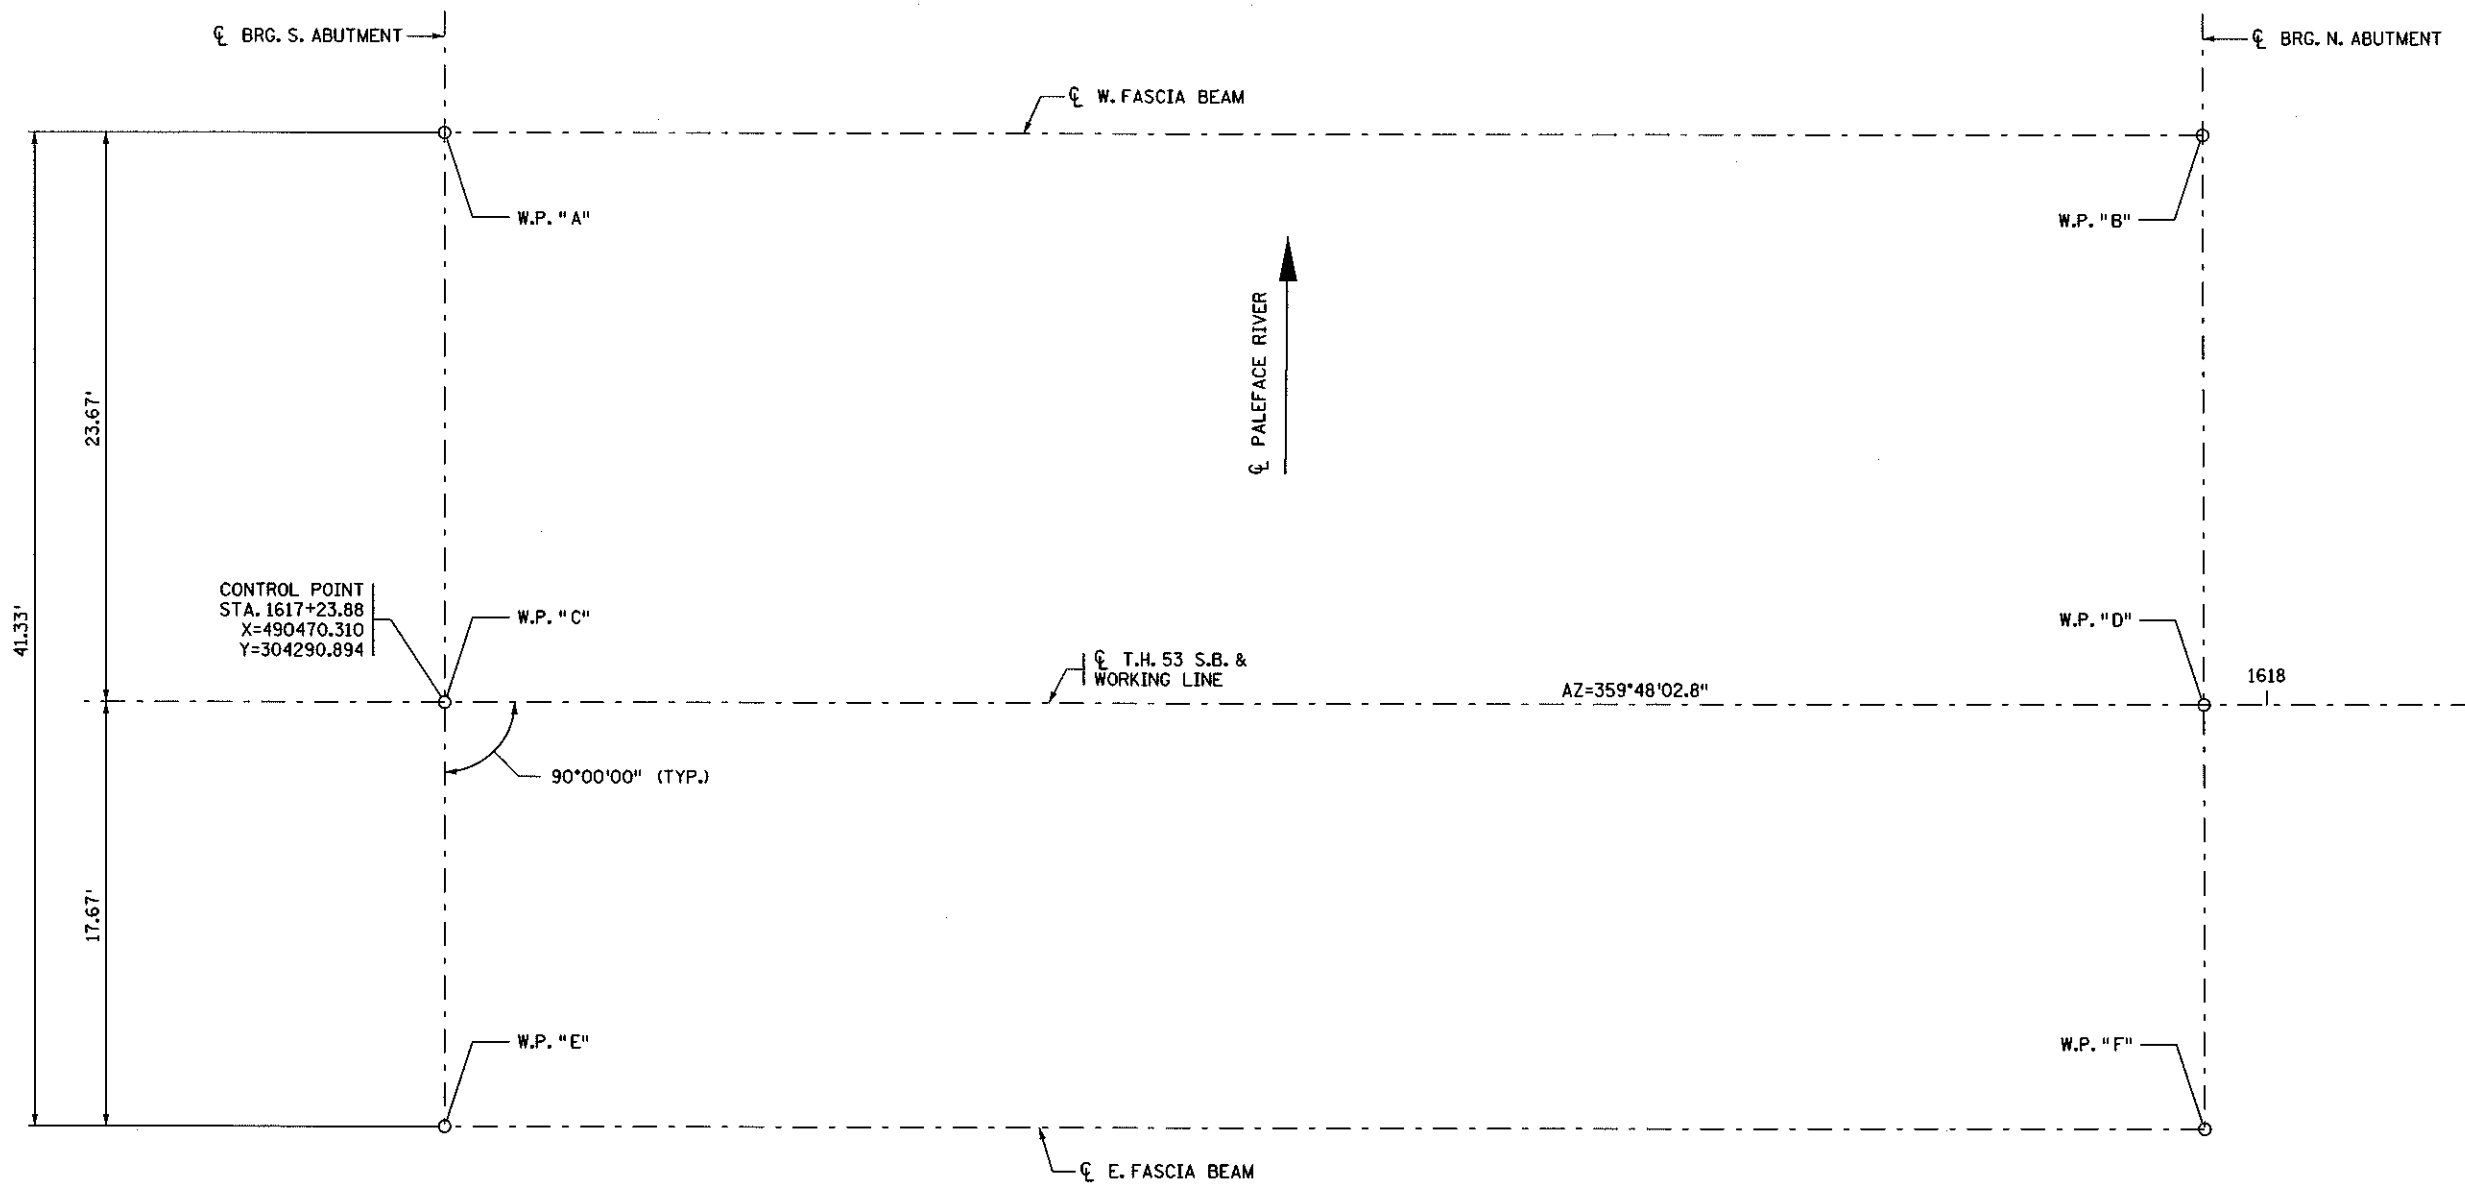 ℄ BRG. S. ABUTMENT
℄ BRG. N. ABUTMENT
℄ W. FASCIA BEAM
W.P. "A"
W.P. "B"
℄ PALEFACE RIVER
23.67'
41.33'
CONTROL POINT
STA. 1617+23.88
X=490470.310
Y=304290.894
W.P. "C"
W.P. "D"
℄ T.H. 53 S.B. &
WORKING LINE
AZ=359°48'02.8"
1618
90°00'00" (TYP.)
17.67'
W.P. "E"
W.P. "F"
℄ E. FASCIA BEAM